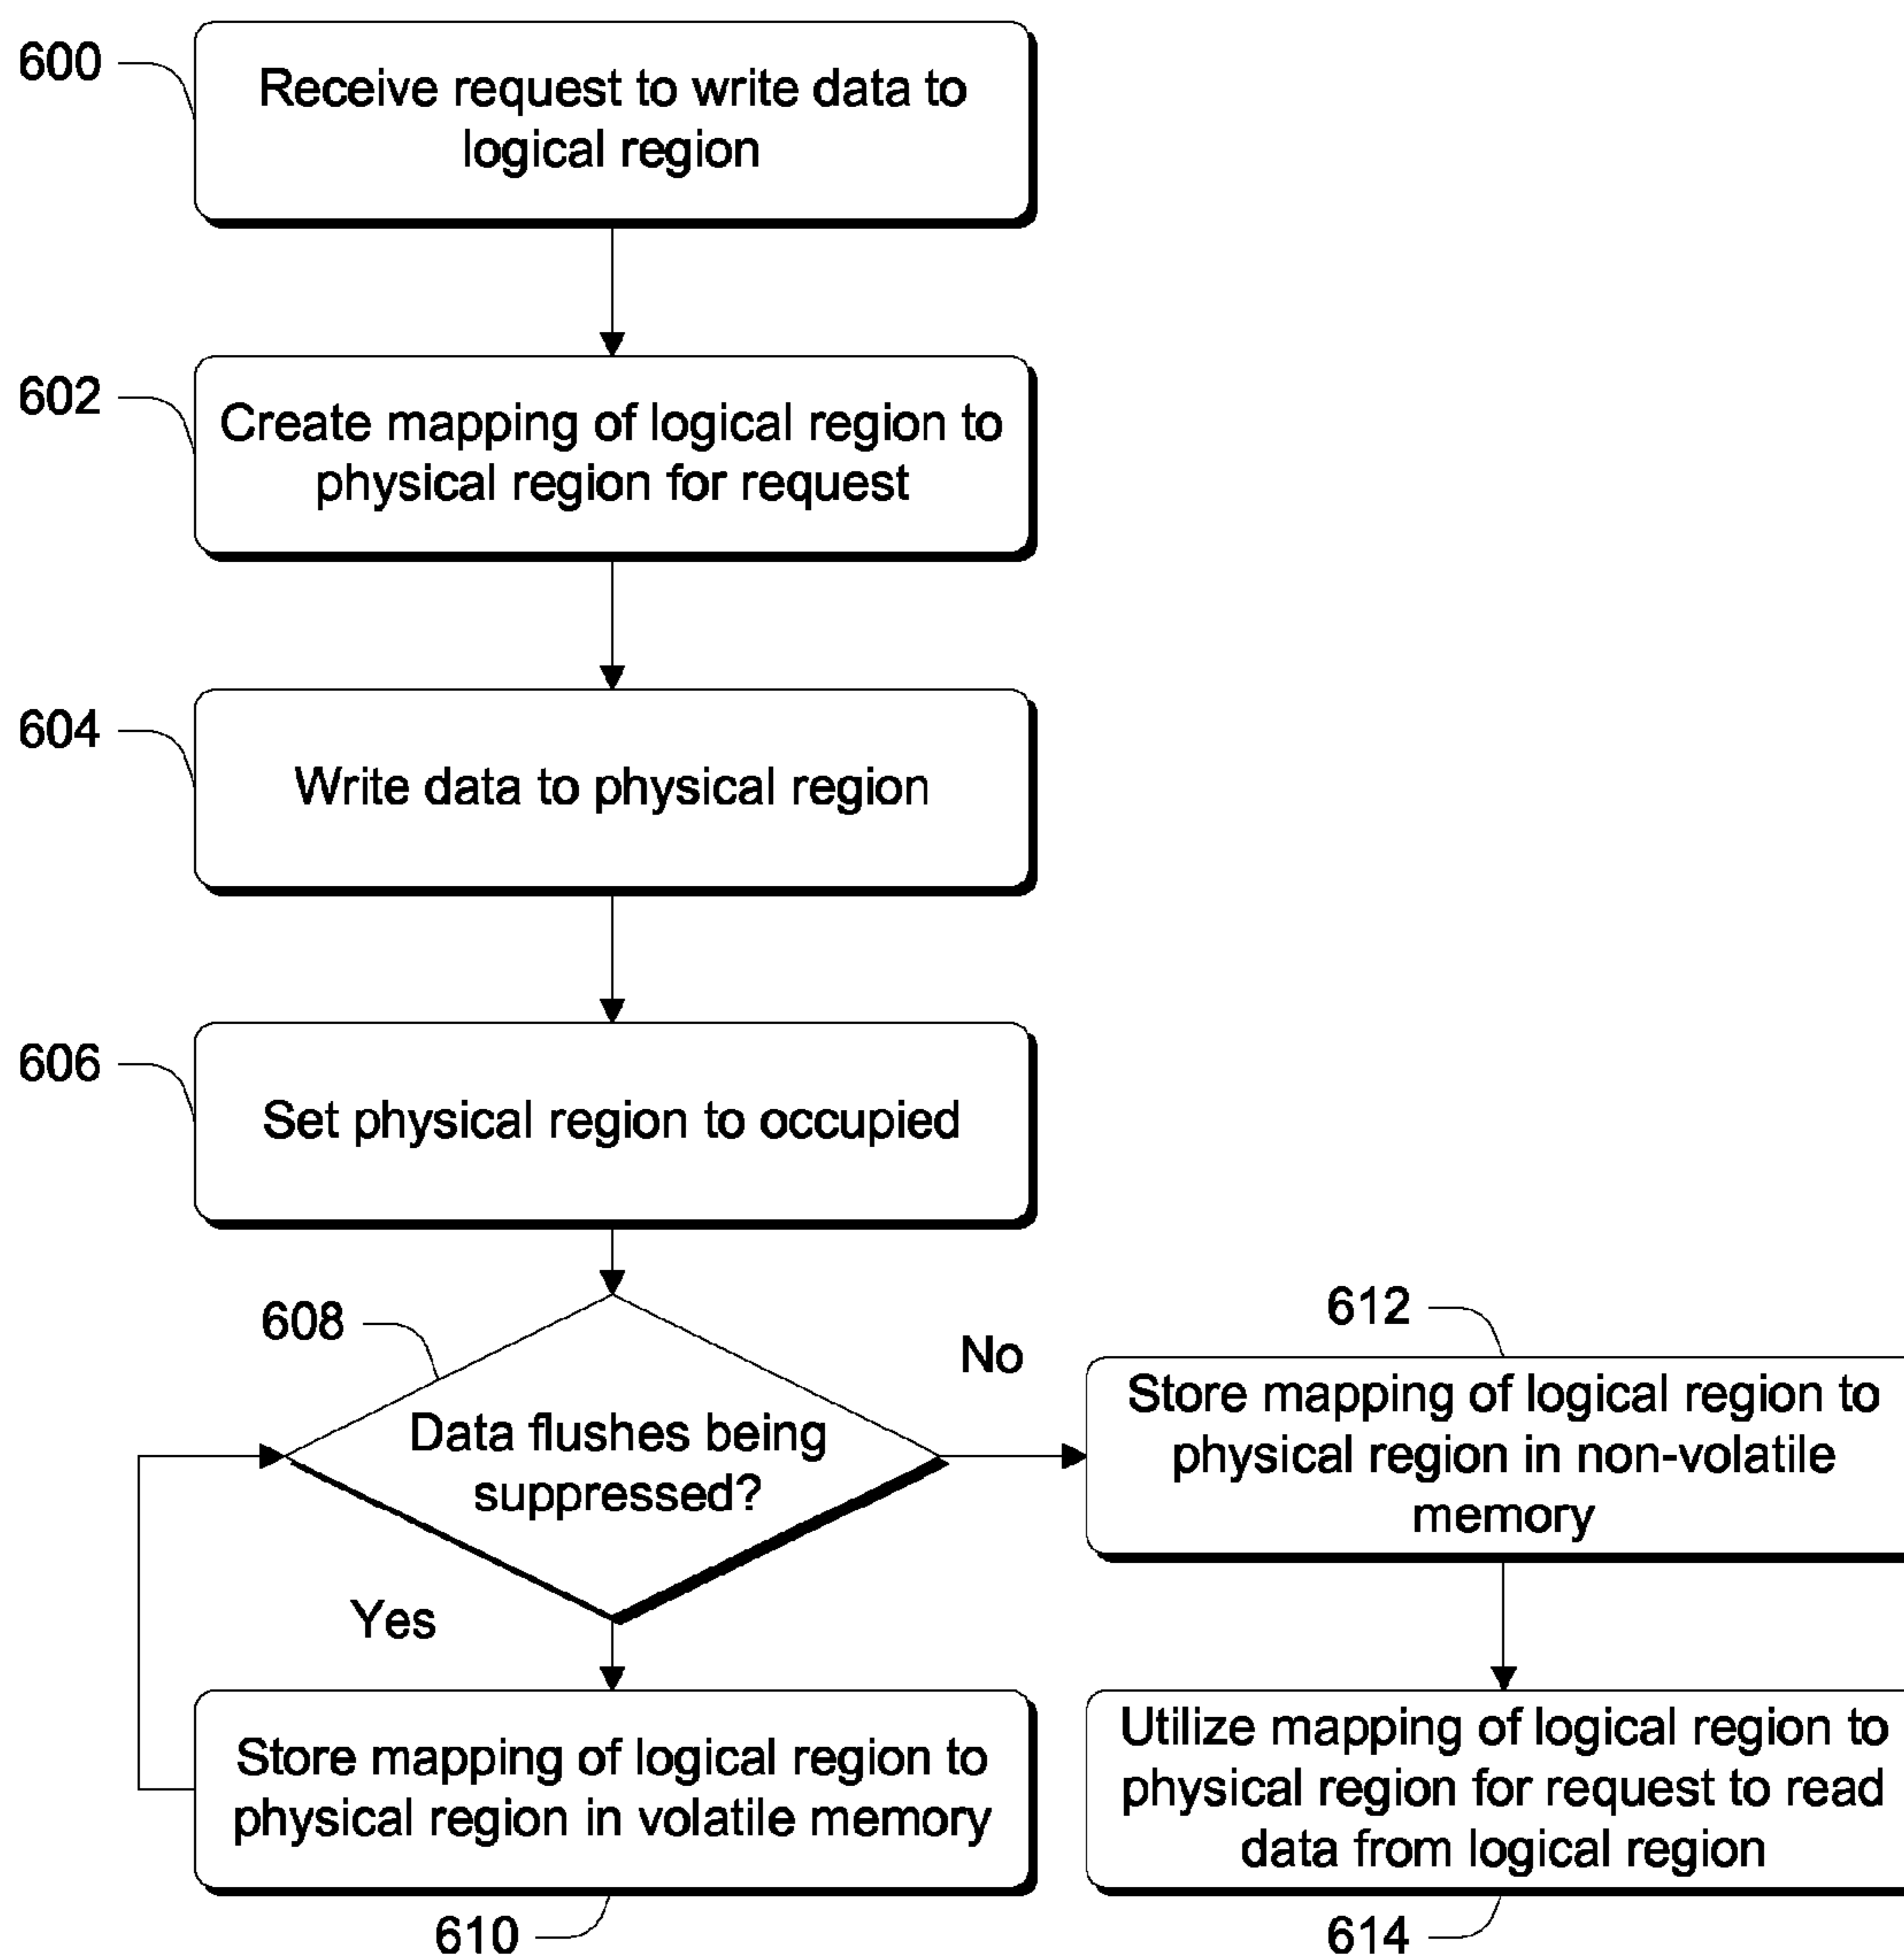 600
Receive request to write data to
logical region
602
Create mapping of logical region to
physical region for request
604
Write data to physical region
606
Set physical region to occupied
608
Data flushes being
suppressed?
No
Yes
612
Store mapping of logical region to
physical region in non-volatile
memory
Store mapping of logical region to
physical region in volatile memory
610
Utilize mapping of logical region to
physical region for request to read
data from logical region
614